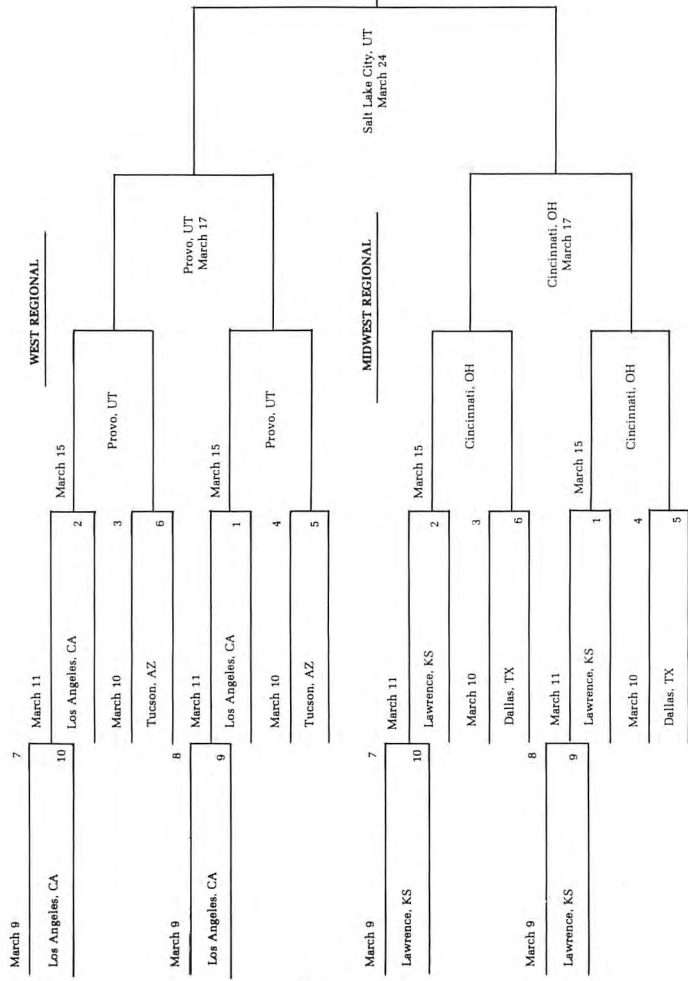 WEST REGIONAL
March 9
7
Los Angeles, CA
10
March 11
Los Angeles, CA
2
March 10
3
Tucson, AZ
6
March 15
Provo, UT
March 9
8
Los Angeles, CA
9
March 11
Los Angeles, CA
1
March 10
4
Tucson, AZ
5
March 15
Provo, UT
Provo, UT
March 17
Salt Lake City, UT
March 24
MIDWEST REGIONAL
March 9
7
Lawrence, KS
10
March 11
Lawrence, KS
2
March 10
3
Dallas, TX
6
March 15
Cincinnati, OH
March 9
8
Lawrence, KS
9
March 11
Lawrence, KS
1
March 10
4
Dallas, TX
5
March 15
Cincinnati, OH
Cincinnati, OH
March 17